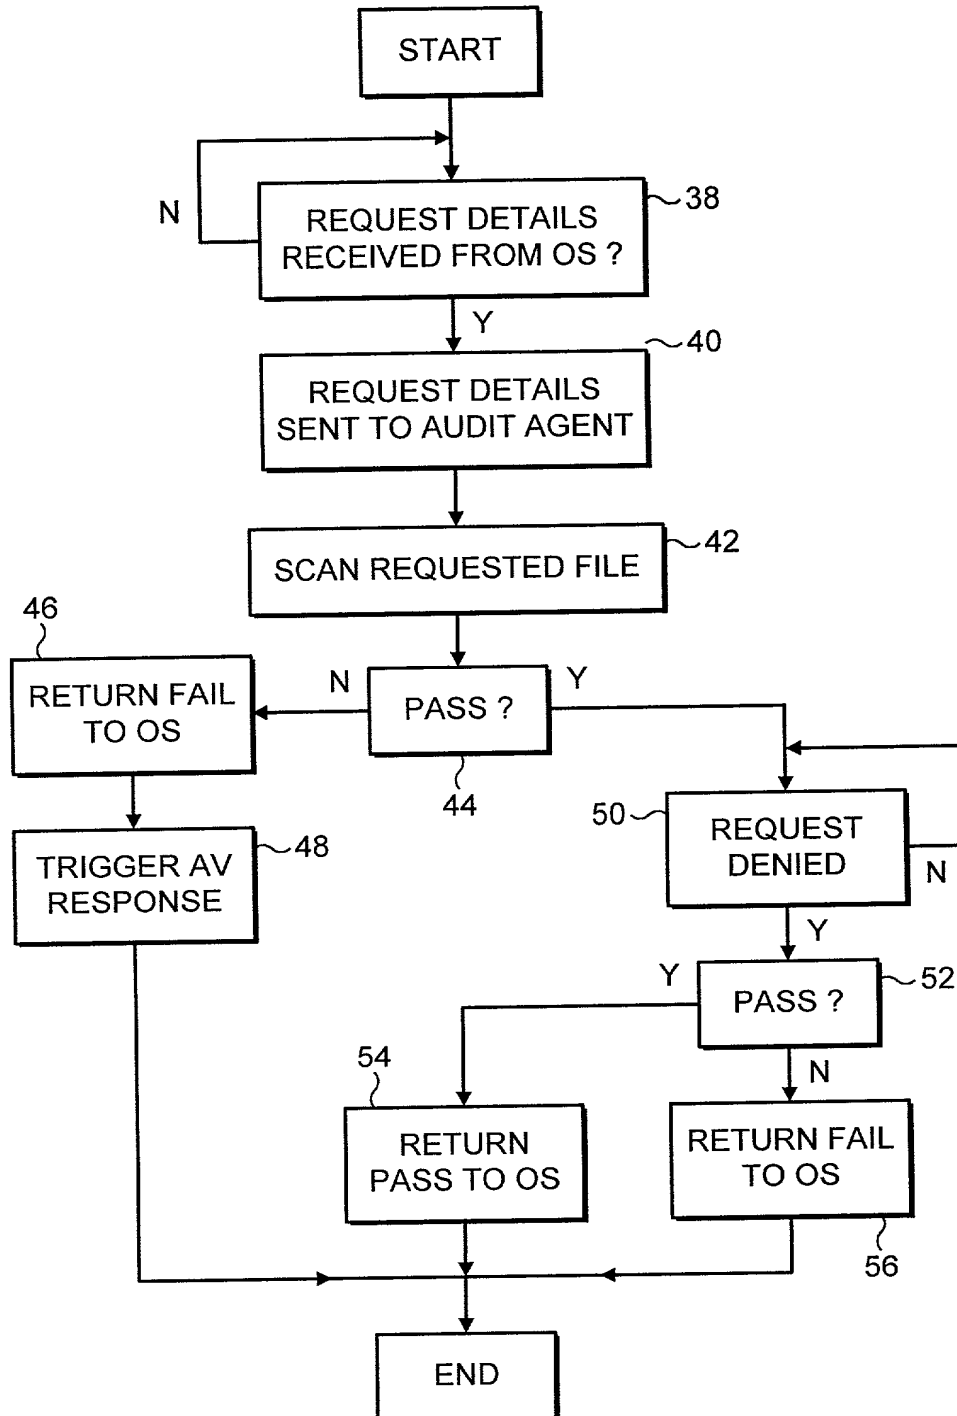 START
N
REQUEST DETAILS
RECEIVED FROM OS ?
38
Y
40
REQUEST DETAILS
SENT TO AUDIT AGENT
SCAN REQUESTED FILE
42
46
RETURN FAIL
TO OS
N
PASS ?
Y
44
50
REQUEST
DENIED
N
TRIGGER AV
RESPONSE
48
Y
Y
PASS ?
52
54
N
RETURN
PASS TO OS
RETURN FAIL
TO OS
56
END